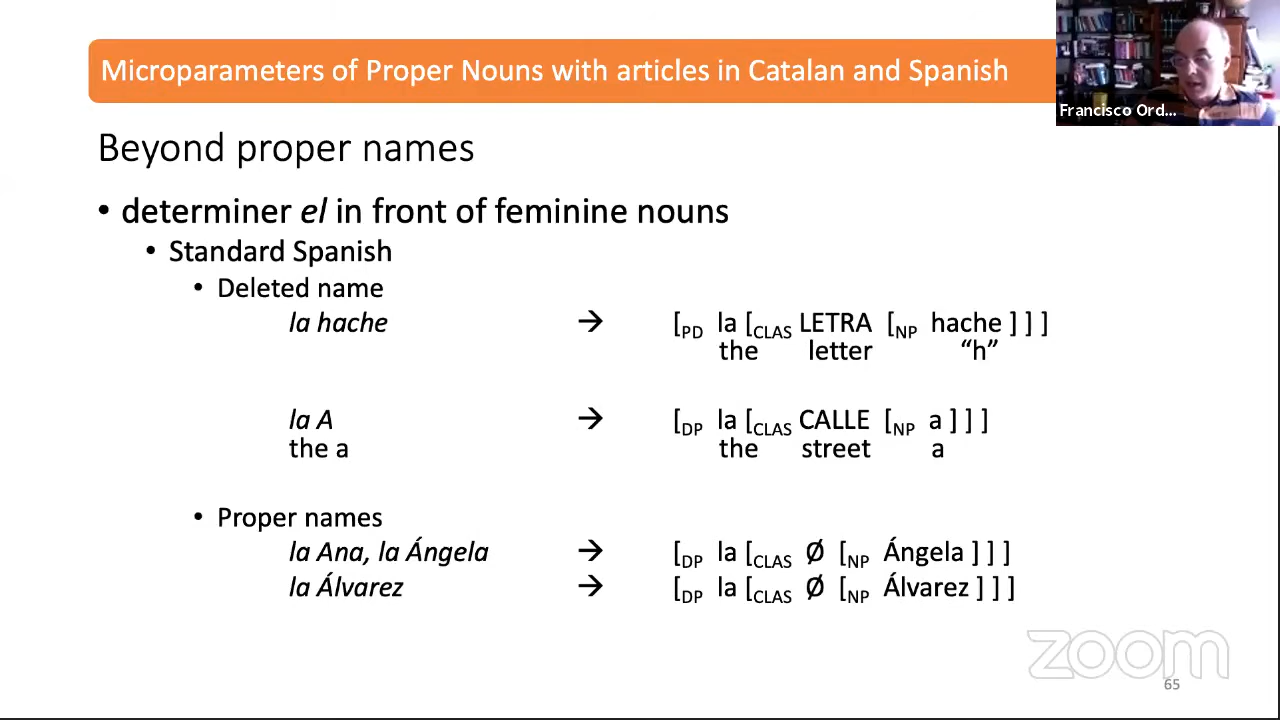 Microparameters of Proper Nouns with articles in Catalan and Spanish
Francisco Ord...
Beyond proper names
• determiner el in front of feminine nouns
• Standard Spanish
• Deleted name
la hache → [PD la [CLAS LETRA [NP hache ] ] ]
the letter “h”
la A → [DP la [CLAS CALLE [NP a ] ] ]
the a the street a
• Proper names
la Ana, la Ángela → [DP la [CLAS Ø [NP Ángela ] ] ]
la Álvarez → [DP la [CLAS Ø [NP Álvarez ] ] ]
zoom
65